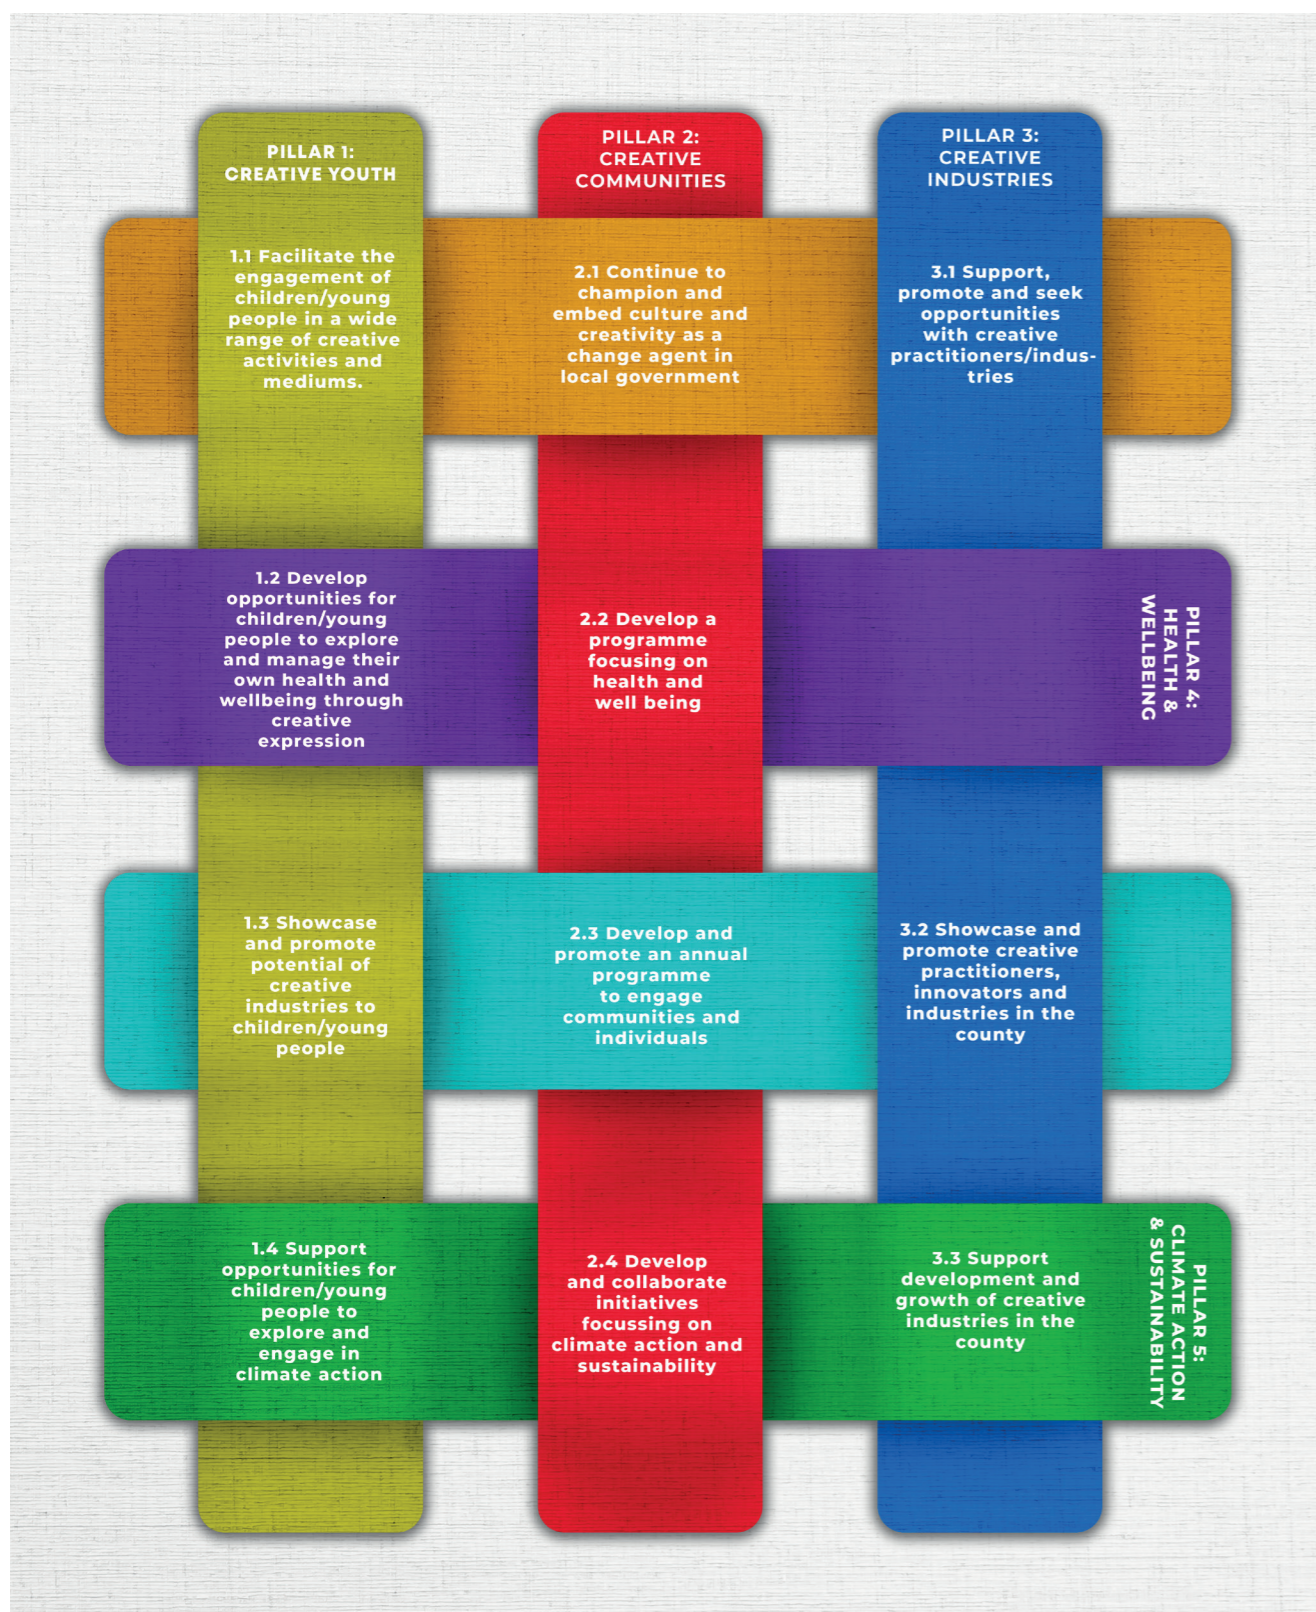 PILLAR 1:
CREATIVE YOUTH
PILLAR 2:
CREATIVE
COMMUNITIES
PILLAR 3:
CREATIVE
INDUSTRIES
1.1 Facilitate the
engagement of
children/young
people in a wide
range of creative
activities and
mediums.
2.1 Continue to
champion and
embed culture and
creativity as a
change agent in
local government
3.1 Support,
promote and seek
opportunities
with creative
practitioners/indus-
tries
1.2 Develop
opportunities for
children/young
people to explore
and manage their
own health and
wellbeing through
creative
expression
2.2 Develop a
programme
focusing on
health and
well being
PILLAR 4:
HEALTH &
WELLBEING
1.3 Showcase
and promote
potential of
creative
industries to
children/young
people
2.3 Develop and
promote an annual
programme
to engage
communities and
individuals
3.2 Showcase and
promote creative
practitioners,
innovators and
industries in the
county
1.4 Support
opportunities for
children/young
people to
explore and
engage in
climate action
2.4 Develop
and collaborate
initiatives
focussing on
climate action and
sustainability
3.3 Support
development and
growth of creative
industries in the
county
PILLAR 5:
CLIMATE ACTION
& SUSTAINABILITY